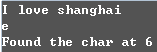 I love shanghai
e
Found the char at 6